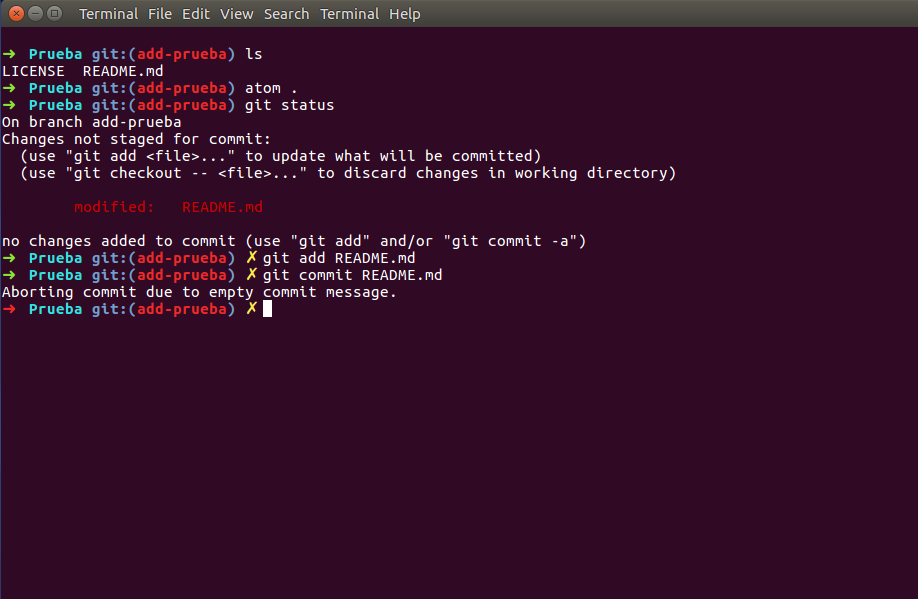 Terminal File Edit View Search Terminal Help
➜ Prueba git:(add-prueba) ls
LICENSE README.md
➜ Prueba git:(add-prueba) atom .
➜ Prueba git:(add-prueba) git status
On branch add-prueba
Changes not staged for commit:
(use "git add <file>..." to update what will be committed)
(use "git checkout -- <file>..." to discard changes in working directory)
modified: README.md
no changes added to commit (use "git add" and/or "git commit -a")
➜ Prueba git:(add-prueba) ✗ git add README.md
➜ Prueba git:(add-prueba) ✗ git commit README.md
Aborting commit due to empty commit message.
➜ Prueba git:(add-prueba) ✗